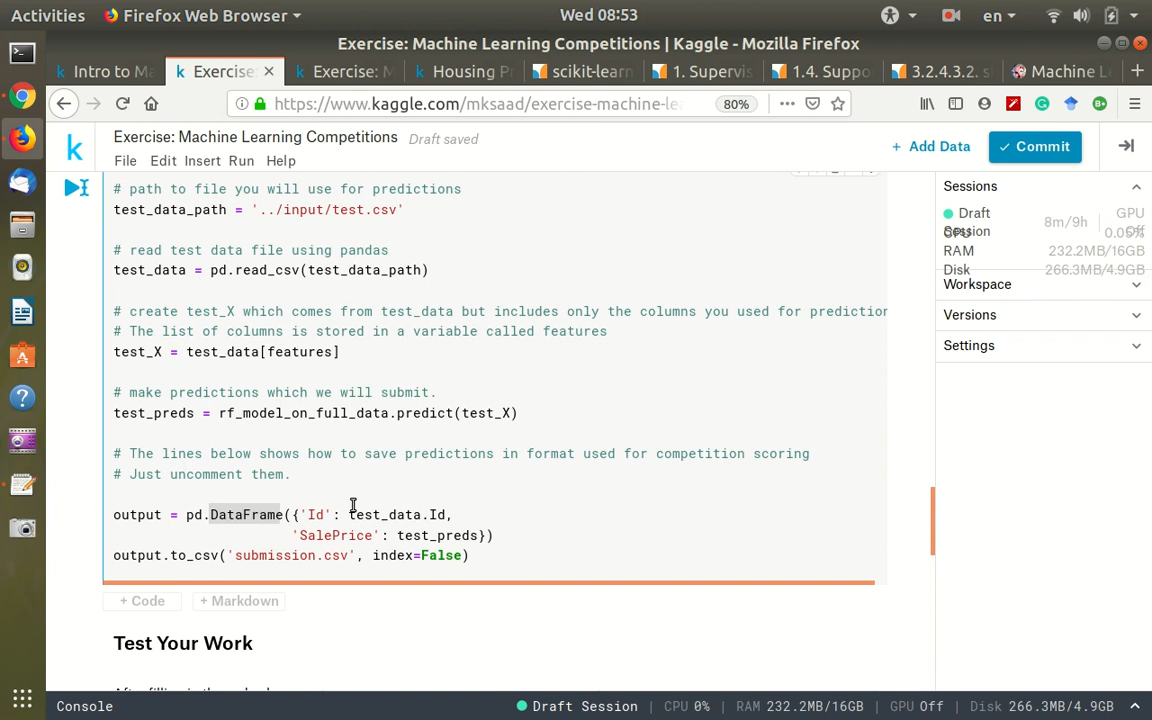 Activities Firefox Web Browser Wed 08:53 en
Exercise: Machine Learning Competitions | Kaggle - Mozilla Firefox
Intro to Ma Exercise: Exercise: M Housing Pr scikit-learn 1. Supervis 1.4. Suppo 3.2.4.3.2. s Machine Le
https://www.kaggle.com/mksaad/exercise-machine-le 80%
Exercise: Machine Learning Competitions Draft saved
File Edit Insert Run Help
+ Add Data Commit
# path to file you will use for predictions
test_data_path = '../input/test.csv'
# read test data file using pandas
test_data = pd.read_csv(test_data_path)
# create test_X which comes from test_data but includes only the columns you used for prediction
# The list of columns is stored in a variable called features
test_X = test_data[features]
# make predictions which we will submit.
test_preds = rf_model_on_full_data.predict(test_X)
# The lines below shows how to save predictions in format used for competition scoring
# Just uncomment them.
output = pd.DataFrame({'Id': test_data.Id,
'SalePrice': test_preds})
output.to_csv('submission.csv', index=False)
+ Code + Markdown
Test Your Work
Sessions
Draft Session 8m/9h GPU Off
CPU 0.05%
RAM 232.2MB/16GB
Disk 266.3MB/4.9GB
Workspace
Versions
Settings
Console Draft Session CPU 0% RAM 232.2MB/16GB GPU Off Disk 266.3MB/4.9GB